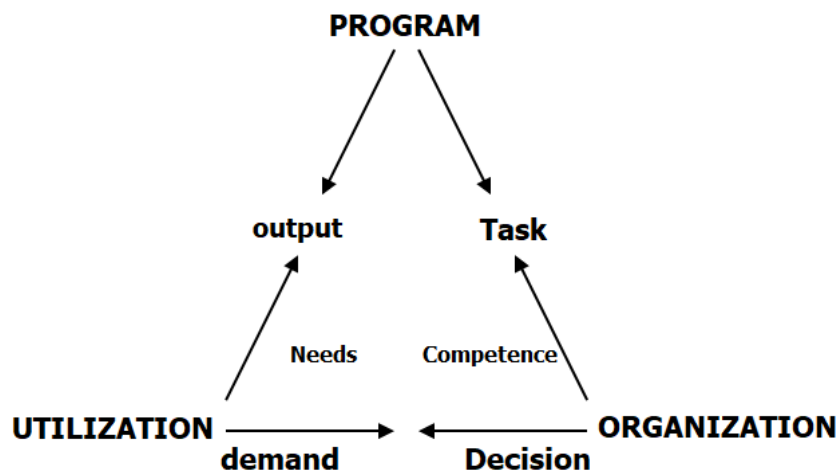 PROGRAM
output Task
Needs Competence
UTILIZATION ORGANIZATION
demand Decision